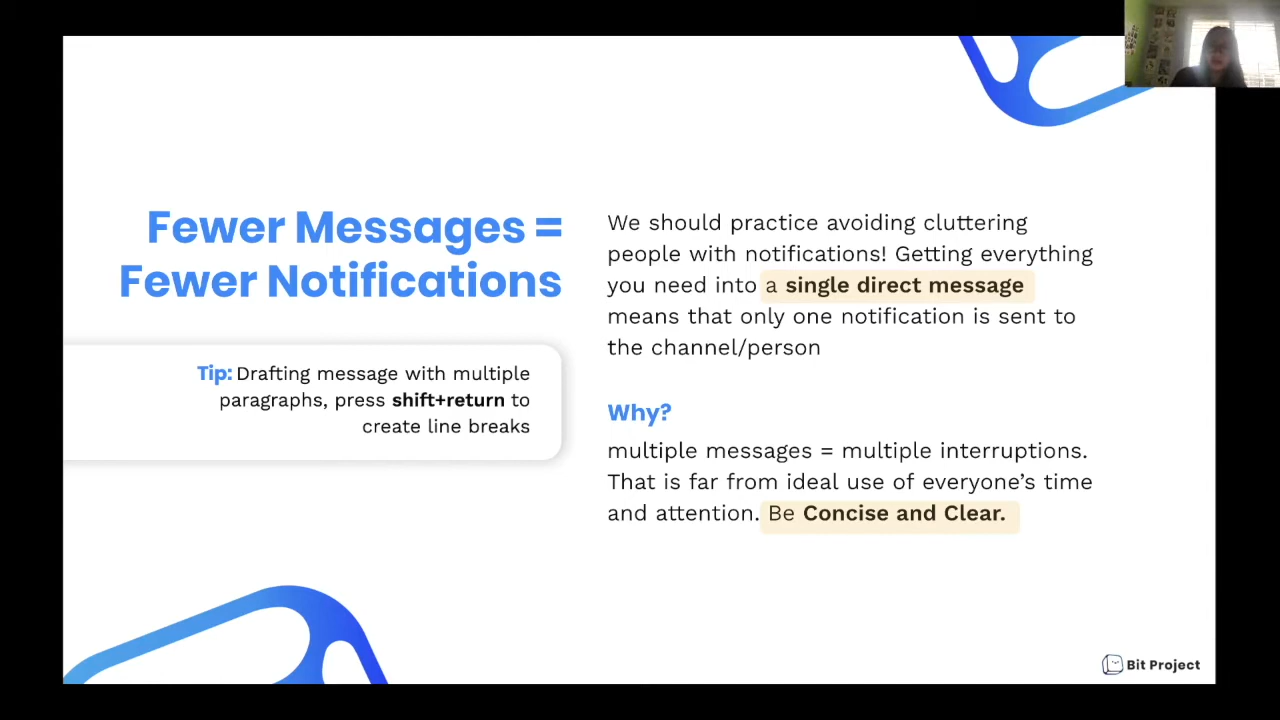 Fewer Messages =
Fewer Notifications
Tip: Drafting message with multiple
paragraphs, press shift+return to
create line breaks
We should practice avoiding cluttering
people with notifications! Getting everything
you need into a single direct message
means that only one notification is sent to
the channel/person
Why?
multiple messages = multiple interruptions.
That is far from ideal use of everyone’s time
and attention. Be Concise and Clear.
Bit Project